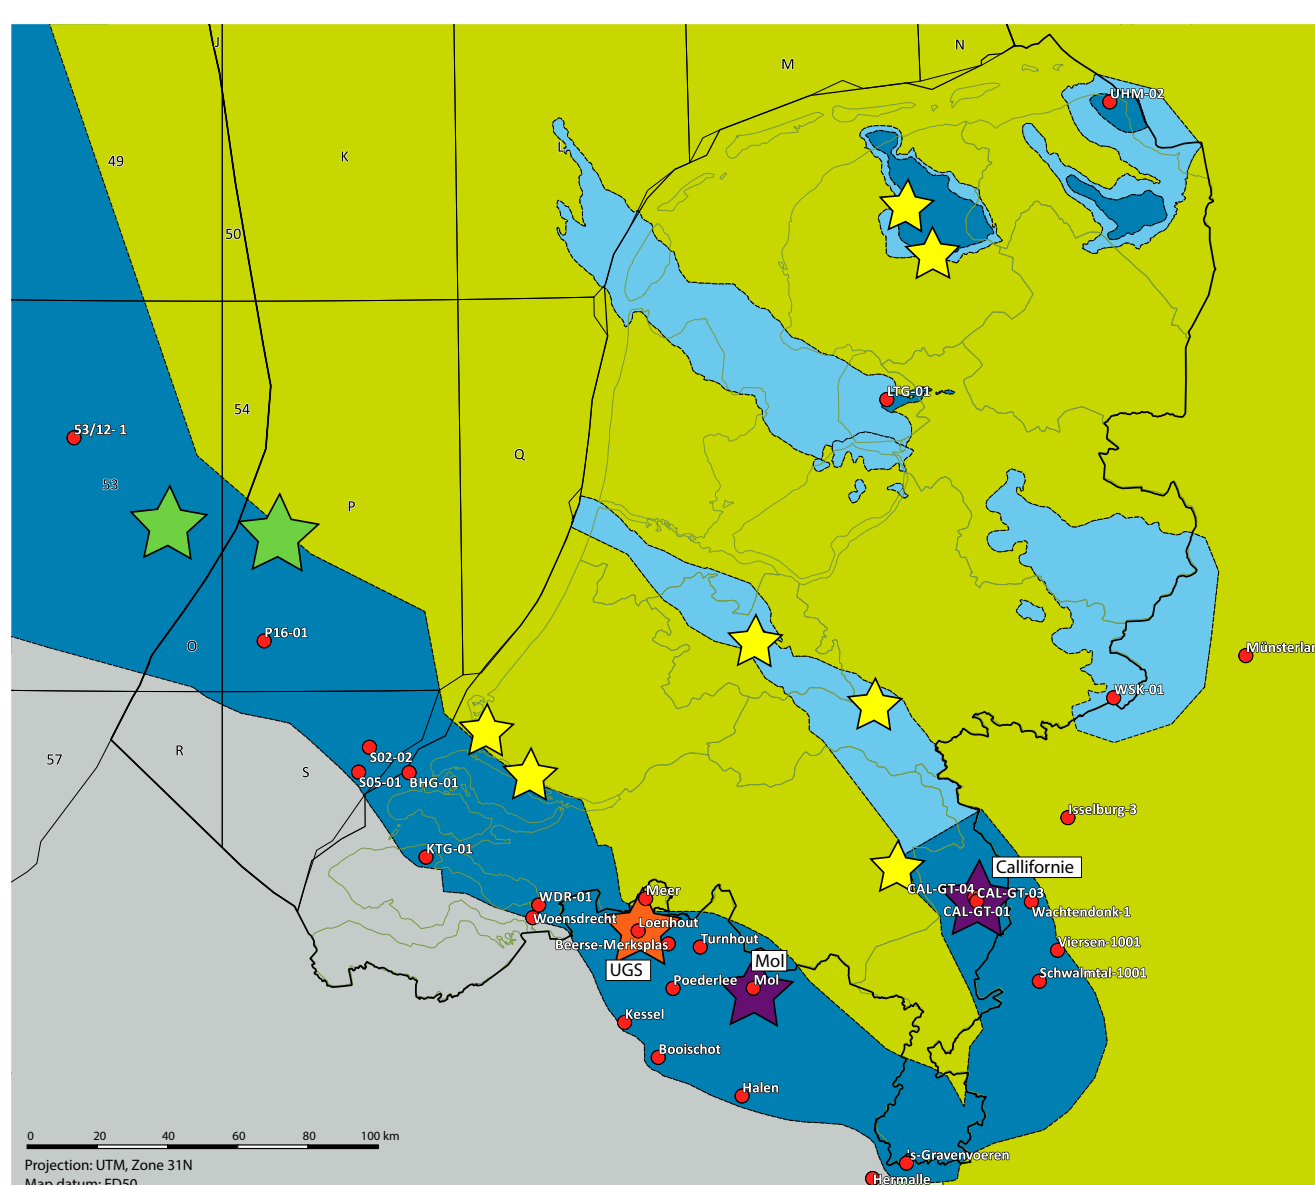 J
N
M
UHM-02
49
K
L
50
LTG-01
54
53/12- 1
Q
53
P
P16-01
O
WSK-01
R
S02-02
57
S
S05-01
BHG-01
Isselburg-3
KTG-01
Callifornie
CAL-GT-04
CAL-GT-03
CAL-GT-01
Wachtendonk-1
Meer
WDR-01
Woensdrecht
Loenhout
Beerse-Merksplas
Turnhout
Viersen-1001
UGS
Mol
Poederlee
Mol
Schwalmtal-1001
Kessel
Booischot
Halen
0 20 40 60 80 100 km
's-Gravenvoeren
Projection: UTM, Zone 31N
Hermalle
Map datum: ED50